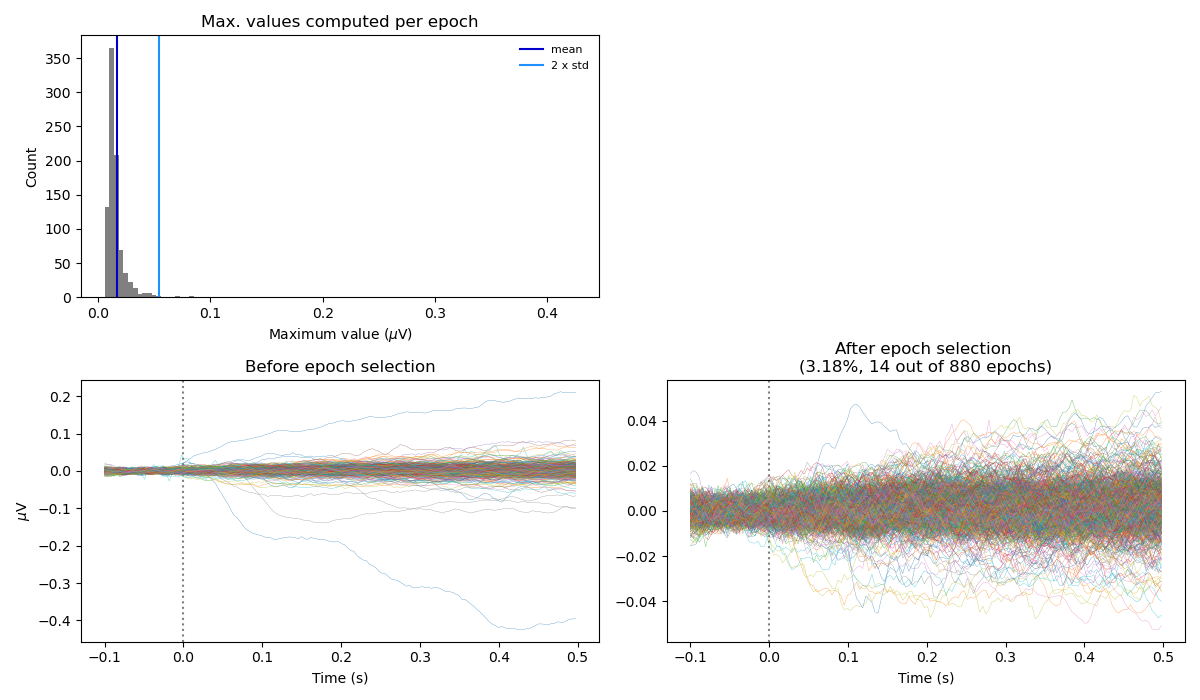 Max. values computed per epoch
mean
2 x std
350
300
250
200
150
100
50
0
Count
0.0 0.1 0.2 0.3 0.4
Maximum value (μV)
Before epoch selection
0.2
0.1
0.0
−0.1
−0.2
−0.3
−0.4
μV
−0.1 0.0 0.1 0.2 0.3 0.4 0.5
Time (s)
After epoch selection
(3.18%, 14 out of 880 epochs)
0.04
0.02
0.00
−0.02
−0.04
−0.1 0.0 0.1 0.2 0.3 0.4 0.5
Time (s)